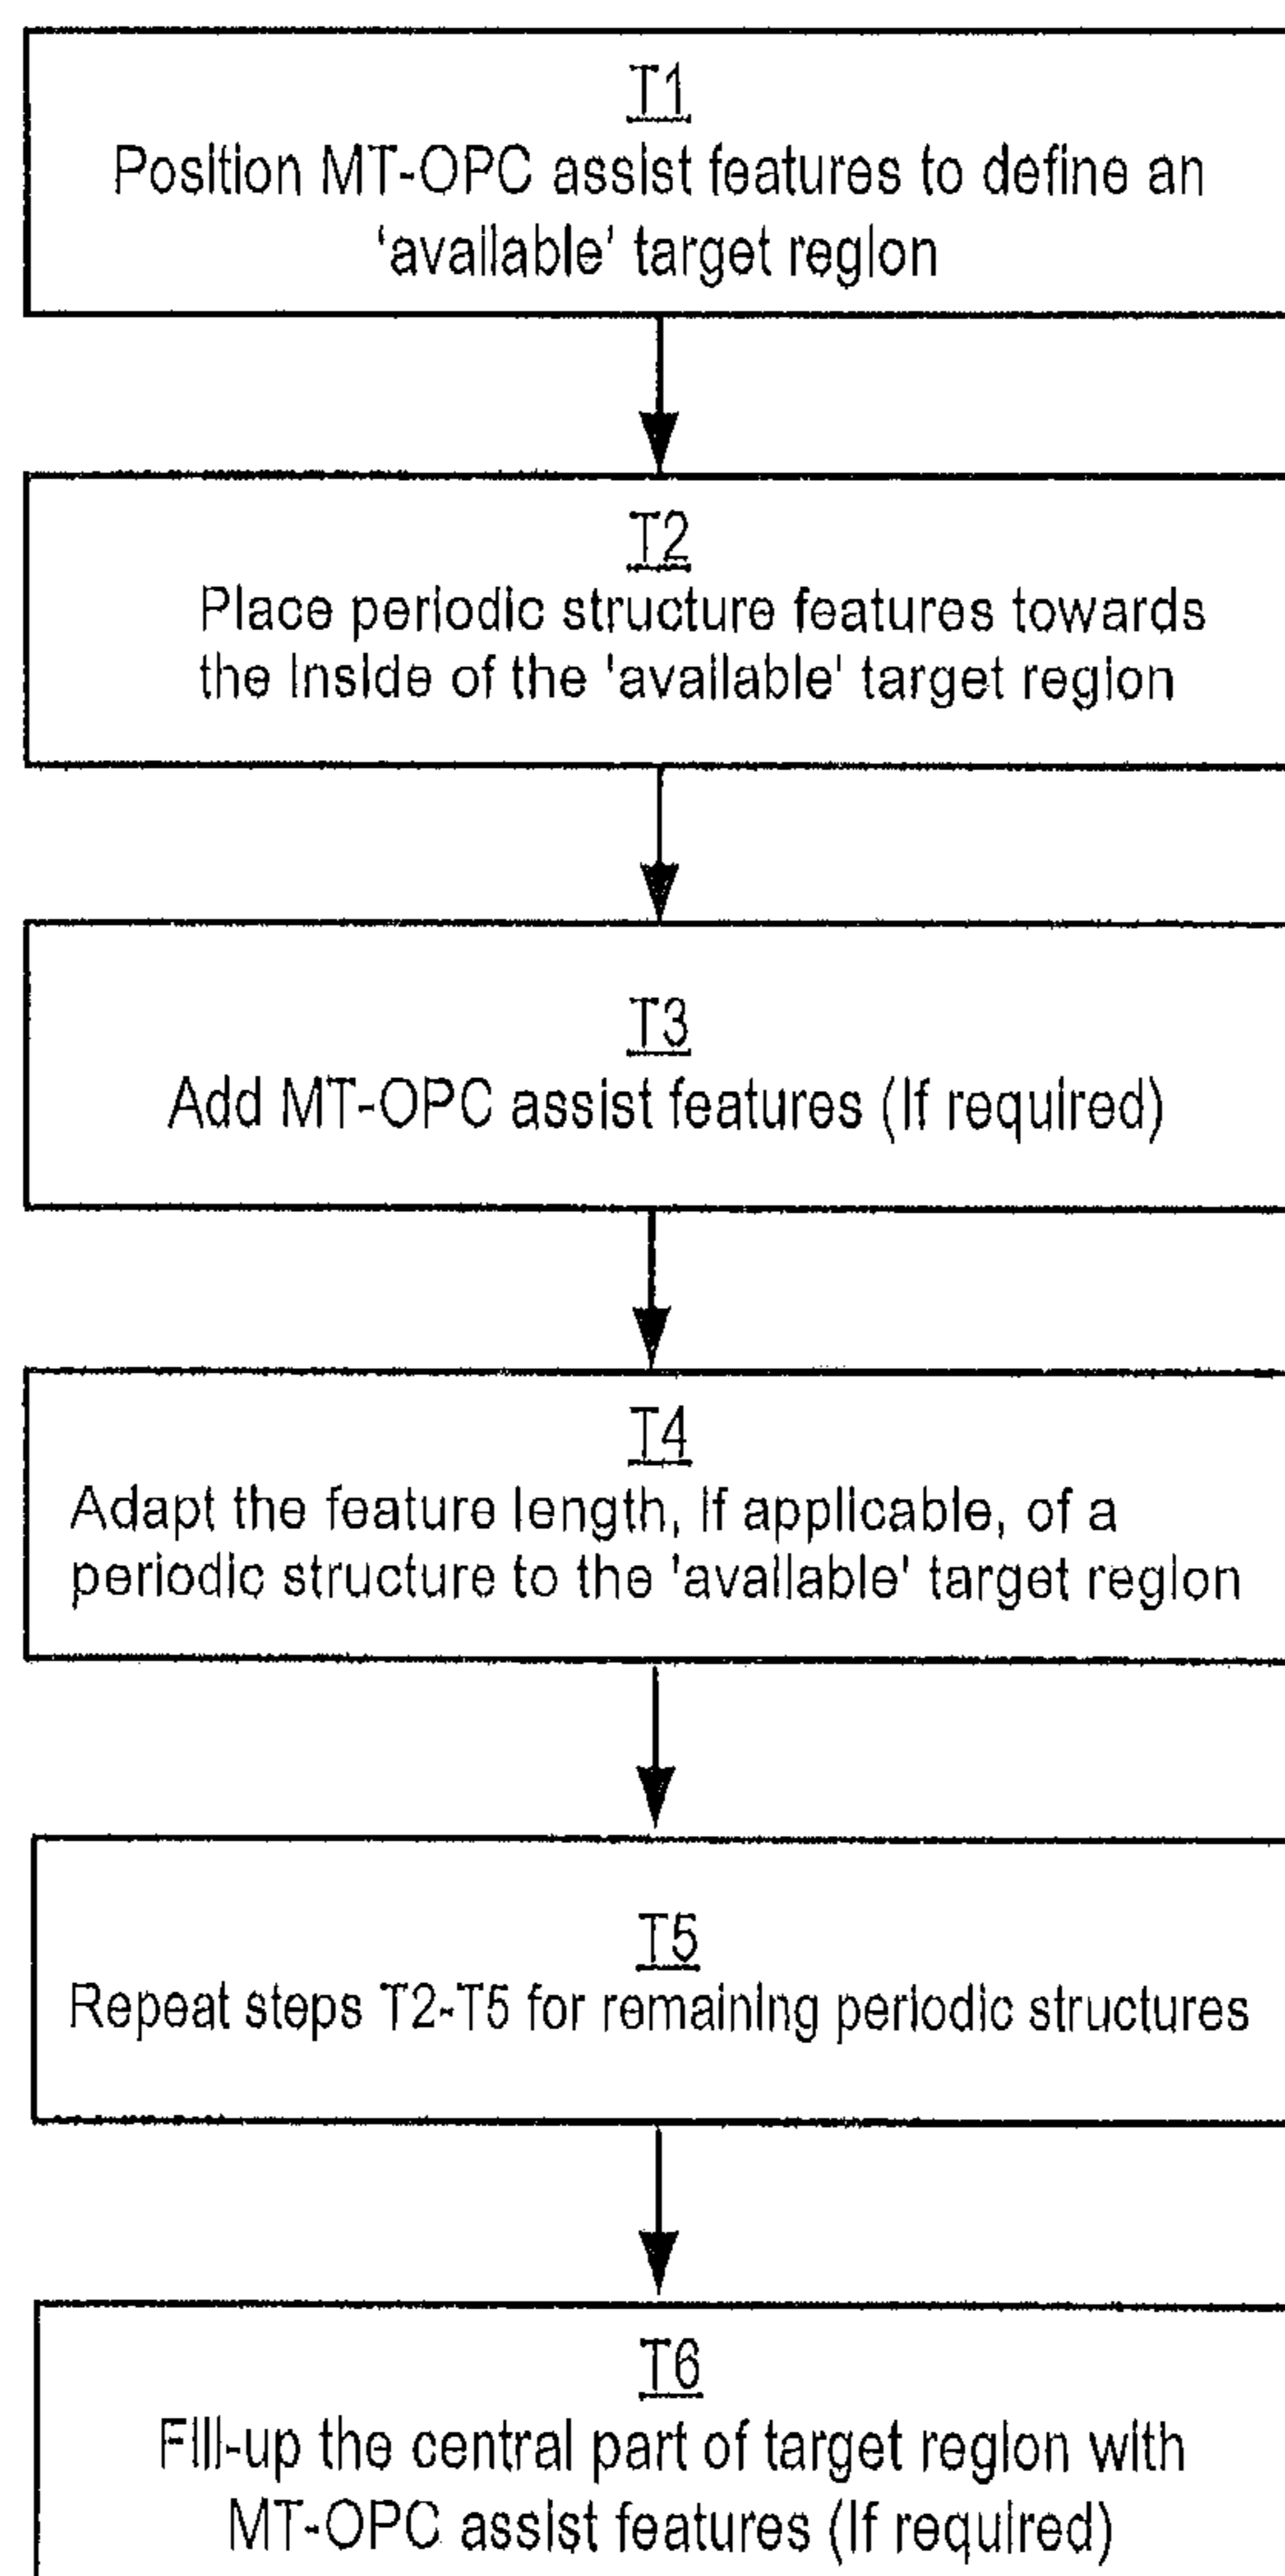 T1
Position MT-OPC assist features to define an
'available' target region
T2
Place periodic structure features towards
the Inside of the 'available' target region
T3
Add MT-OPC assist features (If required)
T4
Adapt the feature length, If applicable, of a
periodic structure to the 'available' target region
T5
Repeat steps T2-T5 for remaining periodic structures
T6
Fill-up the central part of target region with
MT-OPC assist features (If required)